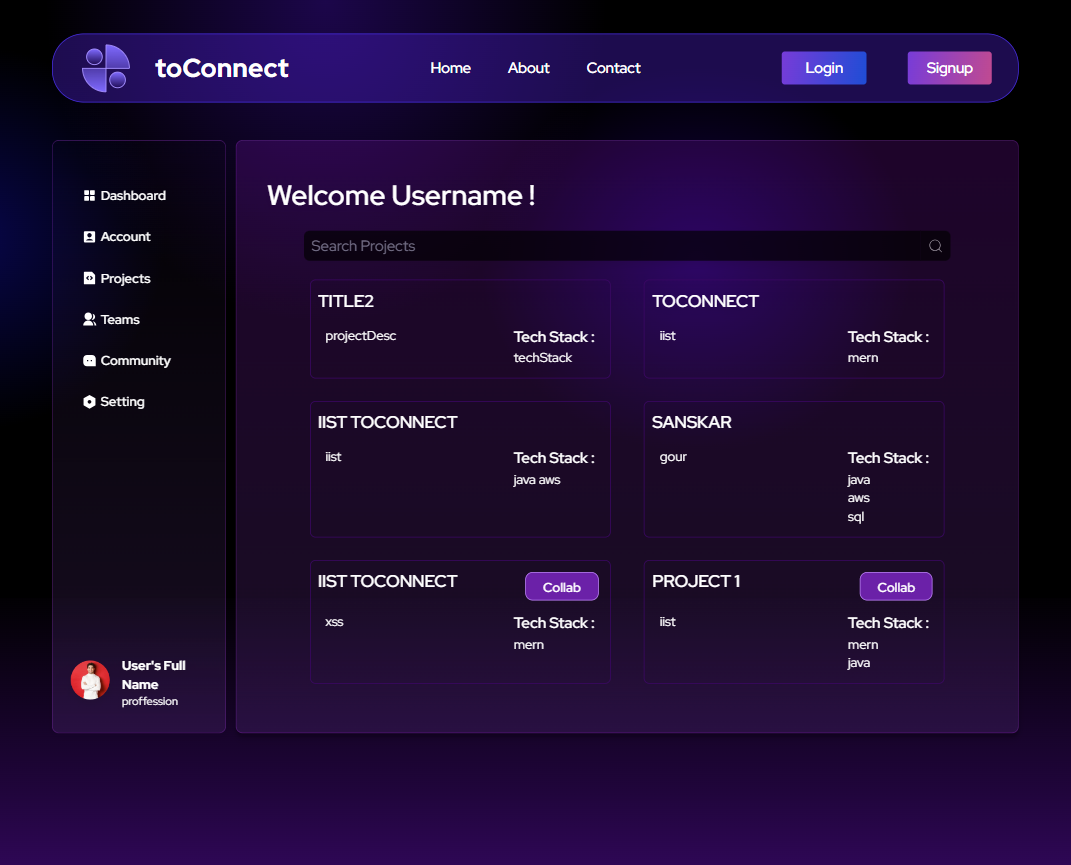 toConnect
Home About Contact
Login
Signup
Dashboard
Account
Projects
Teams
Community
Setting
User's Full
Name
proffession
Welcome Username !
Search Projects
TITLE2
projectDesc
Tech Stack :
techStack
TOCONNECT
iist
Tech Stack :
mern
IIST TOCONNECT
iist
Tech Stack :
java aws
SANSKAR
gour
Tech Stack :
java
aws
sql
IIST TOCONNECT
Collab
xss
Tech Stack :
mern
PROJECT 1
Collab
iist
Tech Stack :
mern
java